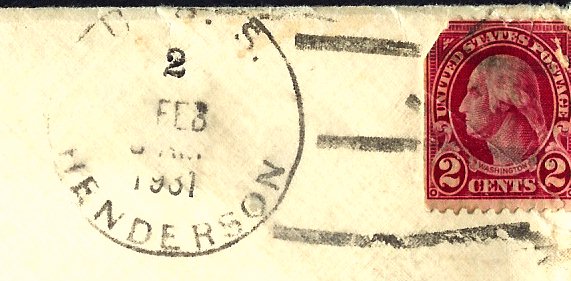 U.S.S.
2
FEB
1931
HENDERSON
UNITED STATES POSTAGE
WASHINGTON
2 CENTS 2